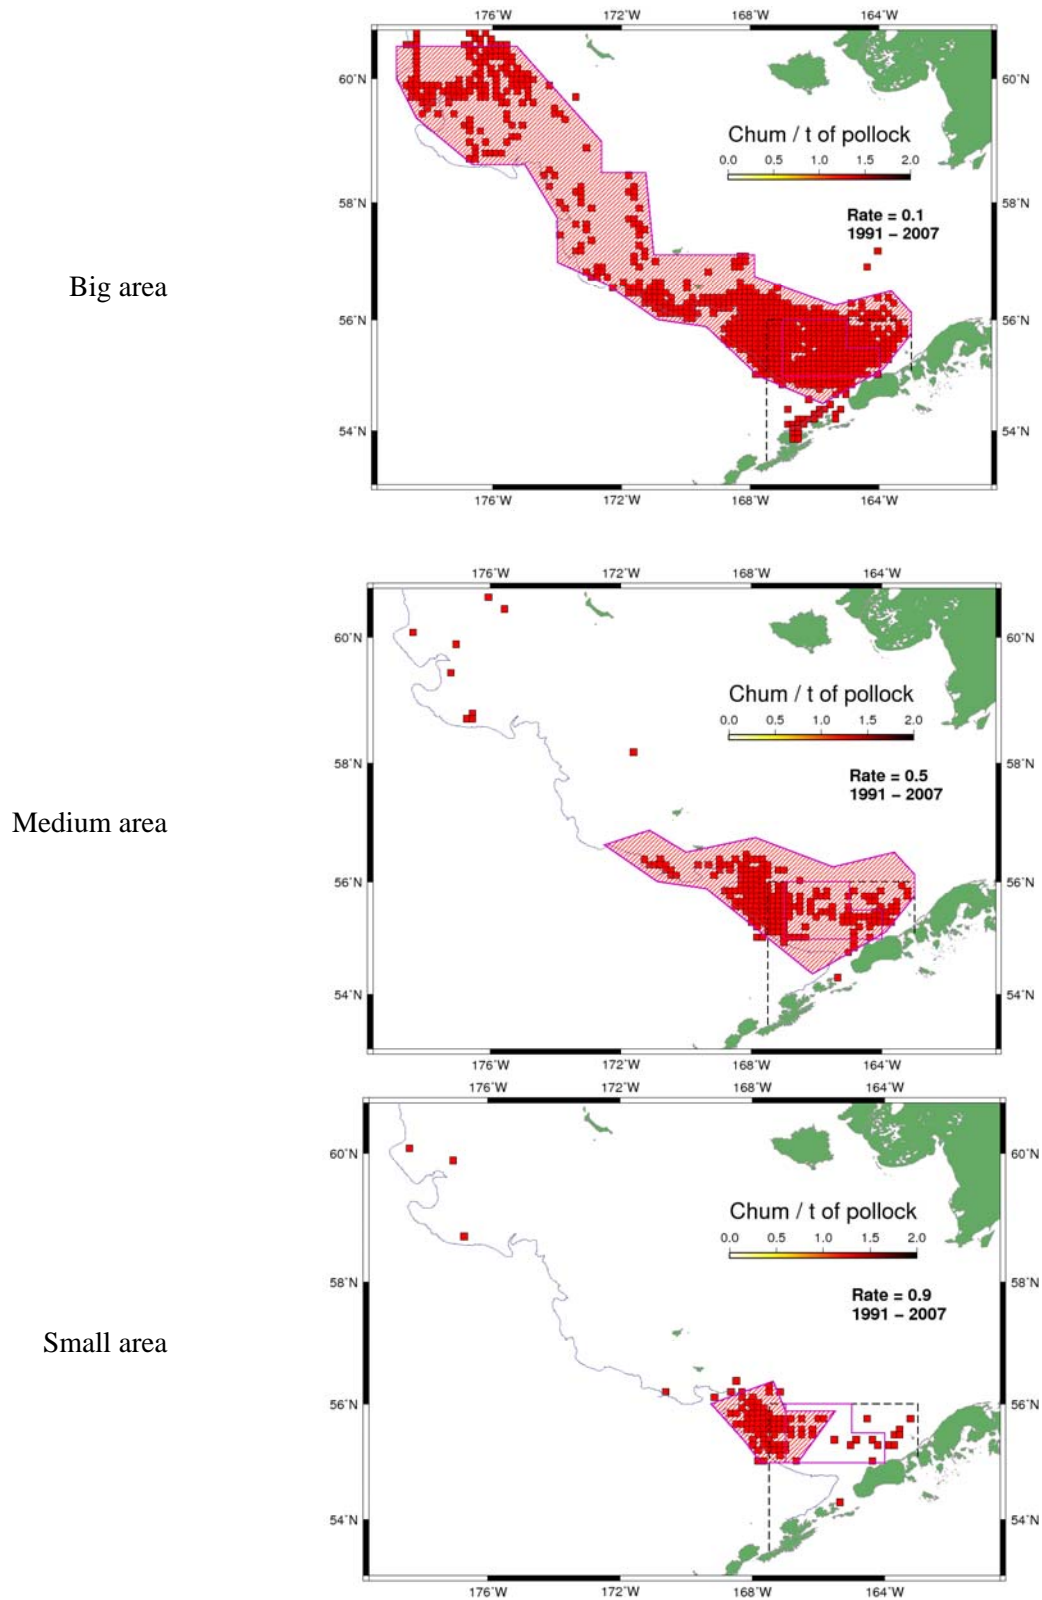 176°W 172°W 168°W 164°W
60°N 60°N
Chum / t of pollock
0.0 0.5 1.0 1.5 2.0
58°N 58°N
Rate = 0.1
1991 – 2007
Big area
56°N 56°N
54°N 54°N
176°W 172°W 168°W 164°W
176°W 172°W 168°W 164°W
60°N 60°N
Chum / t of pollock
0.0 0.5 1.0 1.5 2.0
58°N 58°N
Rate = 0.5
1991 – 2007
Medium area
56°N 56°N
54°N 54°N
176°W 172°W 168°W 164°W
176°W 172°W 168°W 164°W
60°N 60°N
Chum / t of pollock
0.0 0.5 1.0 1.5 2.0
58°N 58°N
Rate = 0.9
1991 – 2007
Small area
56°N 56°N
54°N 54°N
176°W 172°W 168°W 164°W